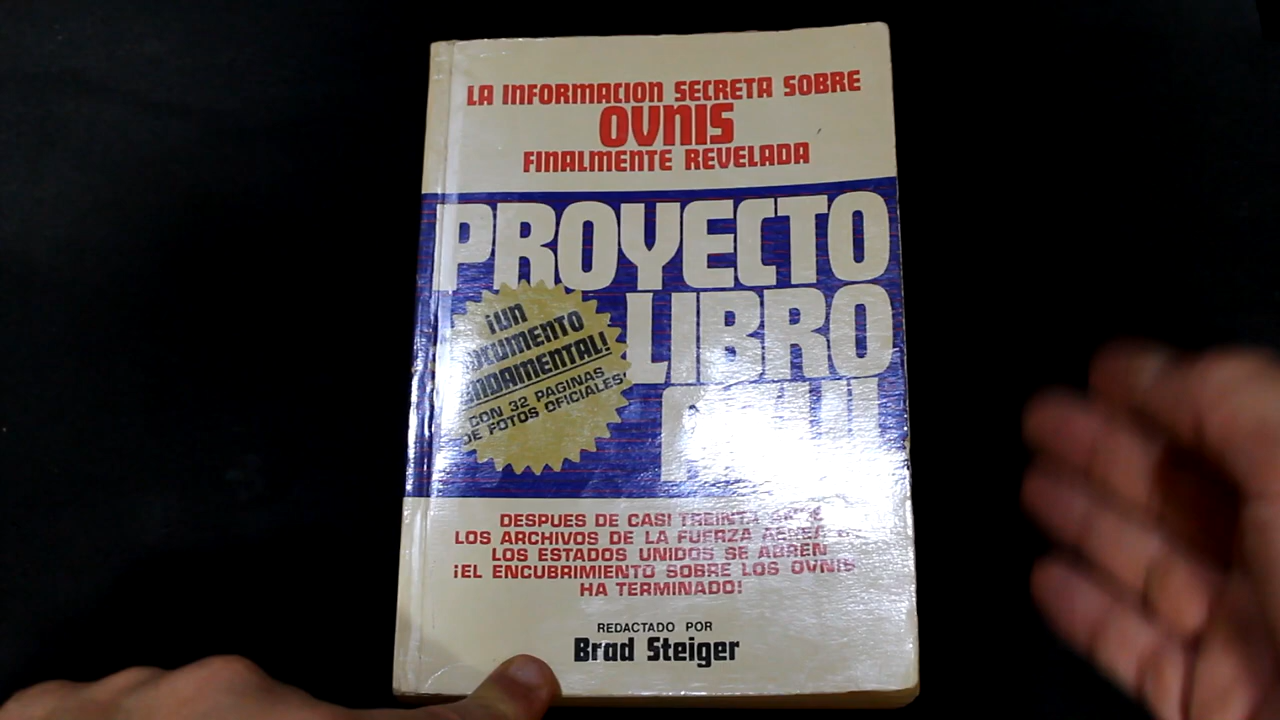 LA INFORMACION SECRETA SOBRE
OVNIS
FINALMENTE REVELADA
PROYECTO
LIBRO
¡UN
DOCUMENTO
FUNDAMENTAL!
CON 32 PAGINAS
DE FOTOS OFICIALES
DESPUES DE CASI TREINTA
LOS ARCHIVOS DE LA FUERZA AEREA
LOS ESTADOS UNIDOS SE ABREN
¡EL ENCUBRIMIENTO SOBRE LOS OVNIS
HA TERMINADO!
REDACTADO POR
Brad Steiger